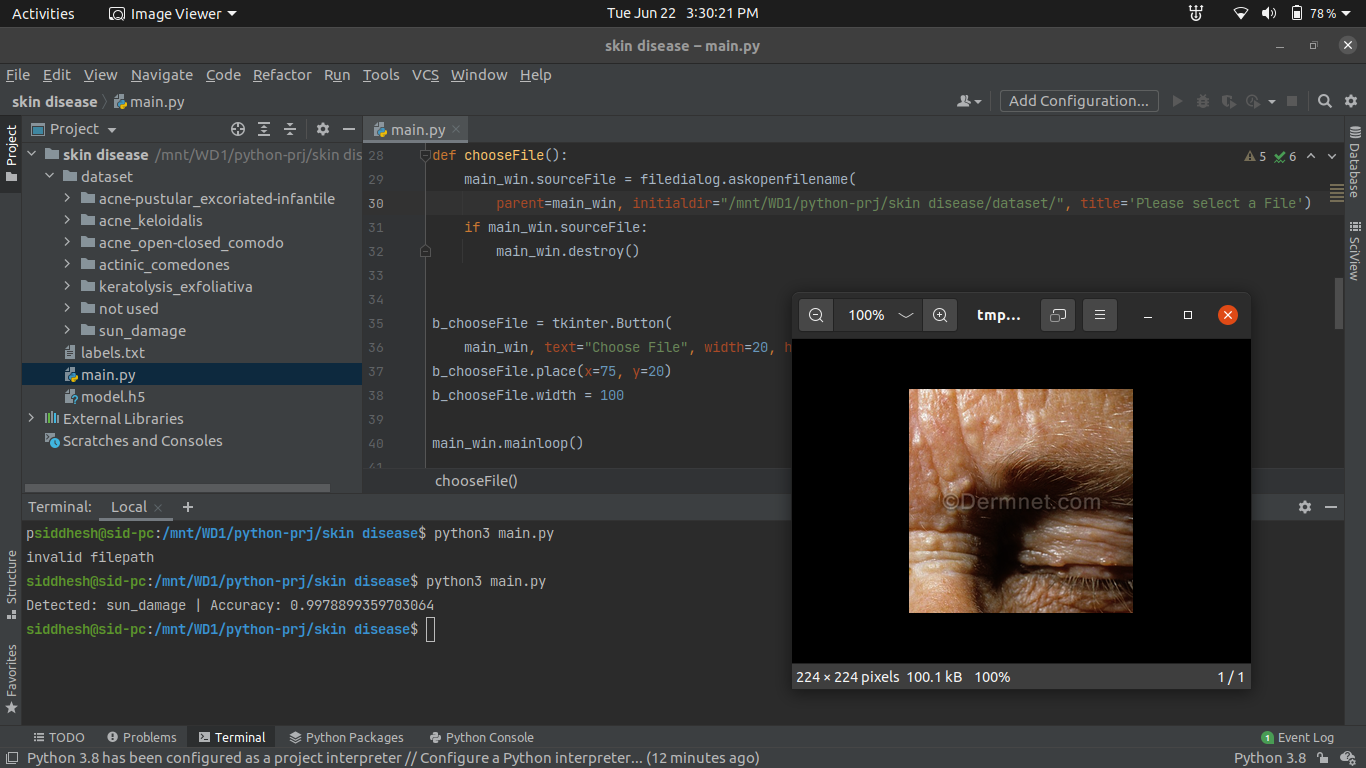 Activities Image Viewer Tue Jun 22 3:30:21 PM 78 %
skin disease – main.py
File Edit View Navigate Code Refactor Run Tools VCS Window Help
skin disease main.py Add Configuration...
Project
main.py
skin disease /mnt/WD1/python-prj/skin dis
dataset
acne-pustular_excoriated-infantile
acne_keloidalis
acne_open-closed_comodo
actinic_comedones
keratolysis_exfoliativa
not used
sun_damage
labels.txt
main.py
model.h5
External Libraries
Scratches and Consoles
28 def chooseFile():
5 6
29 main_win.sourceFile = filedialog.askopenfilename(
30 parent=main_win, initialdir="/mnt/WD1/python-prj/skin disease/dataset/", title='Please select a File')
31 if main_win.sourceFile:
32 main_win.destroy()
33
34
35 b_chooseFile = tkinter.Button(
36 main_win, text="Choose File", width=20, h
37 b_chooseFile.place(x=75, y=20)
38 b_chooseFile.width = 100
39
40 main_win.mainloop()
41
chooseFile()
100% tmp...
©Dermnet.com
224 × 224 pixels 100.1 kB 100% 1 / 1
Terminal: Local
psiddhesh@sid-pc:/mnt/WD1/python-prj/skin disease$ python3 main.py
invalid filepath
siddhesh@sid-pc:/mnt/WD1/python-prj/skin disease$ python3 main.py
Detected: sun_damage | Accuracy: 0.9978899359703064
siddhesh@sid-pc:/mnt/WD1/python-prj/skin disease$
Project
Structure
Favorites
Database
SciView
TODO Problems Terminal Python Packages Python Console 1 Event Log
Python 3.8 has been configured as a project interpreter // Configure a Python interpreter... (12 minutes ago) Python 3.8